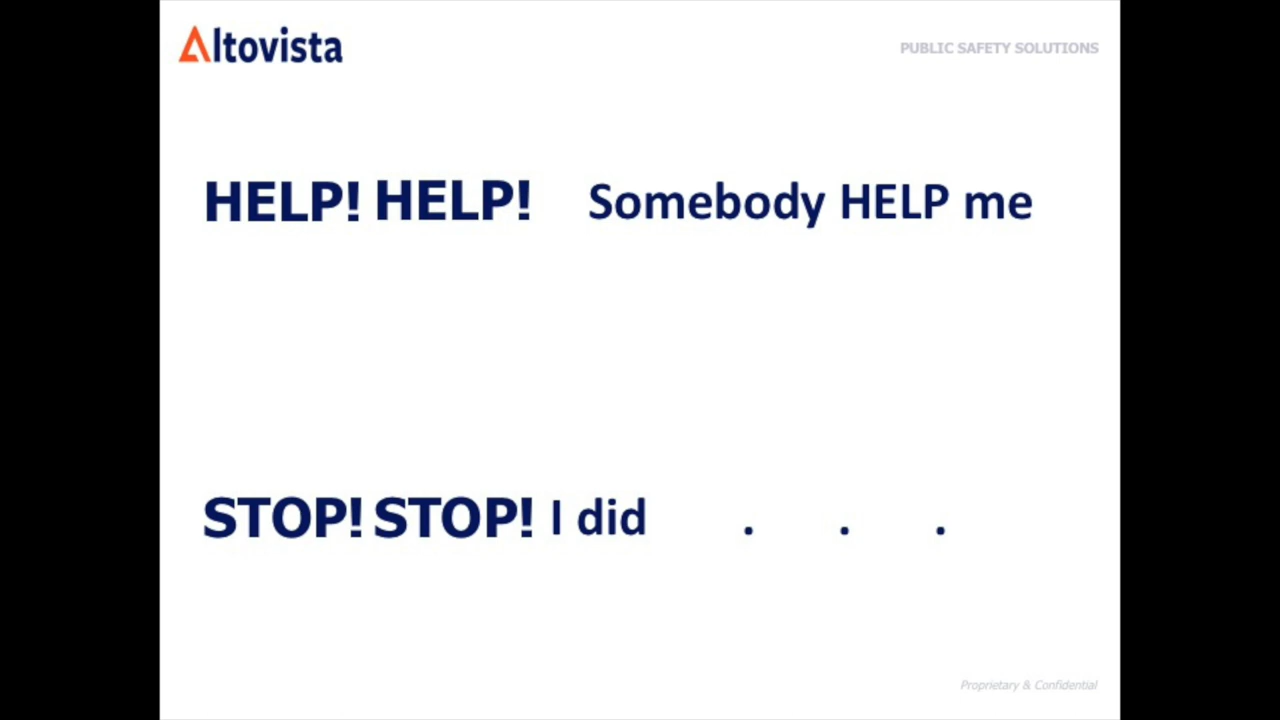 Altovista
PUBLIC SAFETY SOLUTIONS
HELP! HELP! Somebody HELP me
STOP! STOP! I did . . .
Proprietary & Confidential